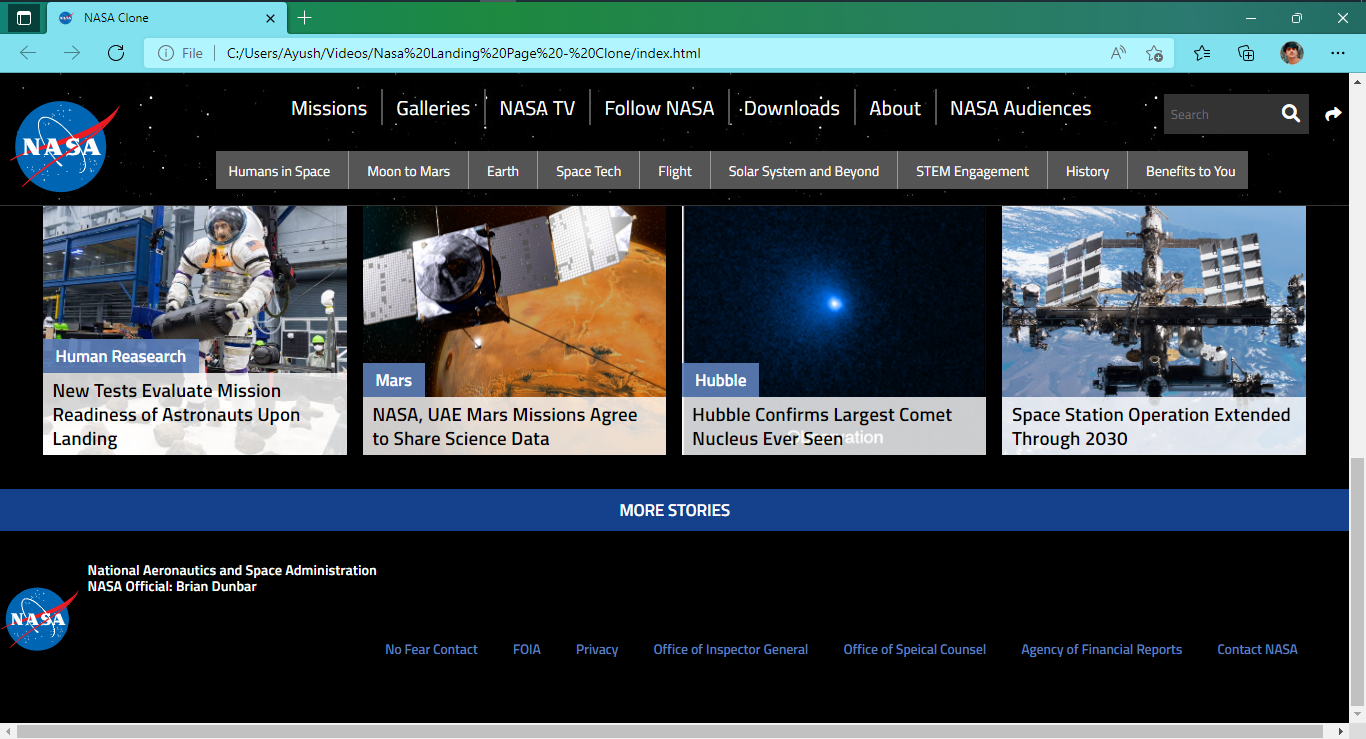 NASA Clone
File
C:/Users/Ayush/Videos/Nasa%20Landing%20Page%20-%20Clone/index.html
Missions
Galleries
NASA TV
Follow NASA
Downloads
About
NASA Audiences
Search
NASA
Humans in Space
Moon to Mars
Earth
Space Tech
Flight
Solar System and Beyond
STEM Engagement
History
Benefits to You
Human Reasearch
New Tests Evaluate Mission
Readiness of Astronauts Upon
Landing
Mars
NASA, UAE Mars Missions Agree
to Share Science Data
Hubble
Hubble Confirms Largest Comet
Nucleus Ever Seen
Space Station Operation Extended
Through 2030
MORE STORIES
National Aeronautics and Space Administration
NASA Official: Brian Dunbar
NASA
No Fear Contact
FOIA
Privacy
Office of Inspector General
Office of Speical Counsel
Agency of Financial Reports
Contact NASA